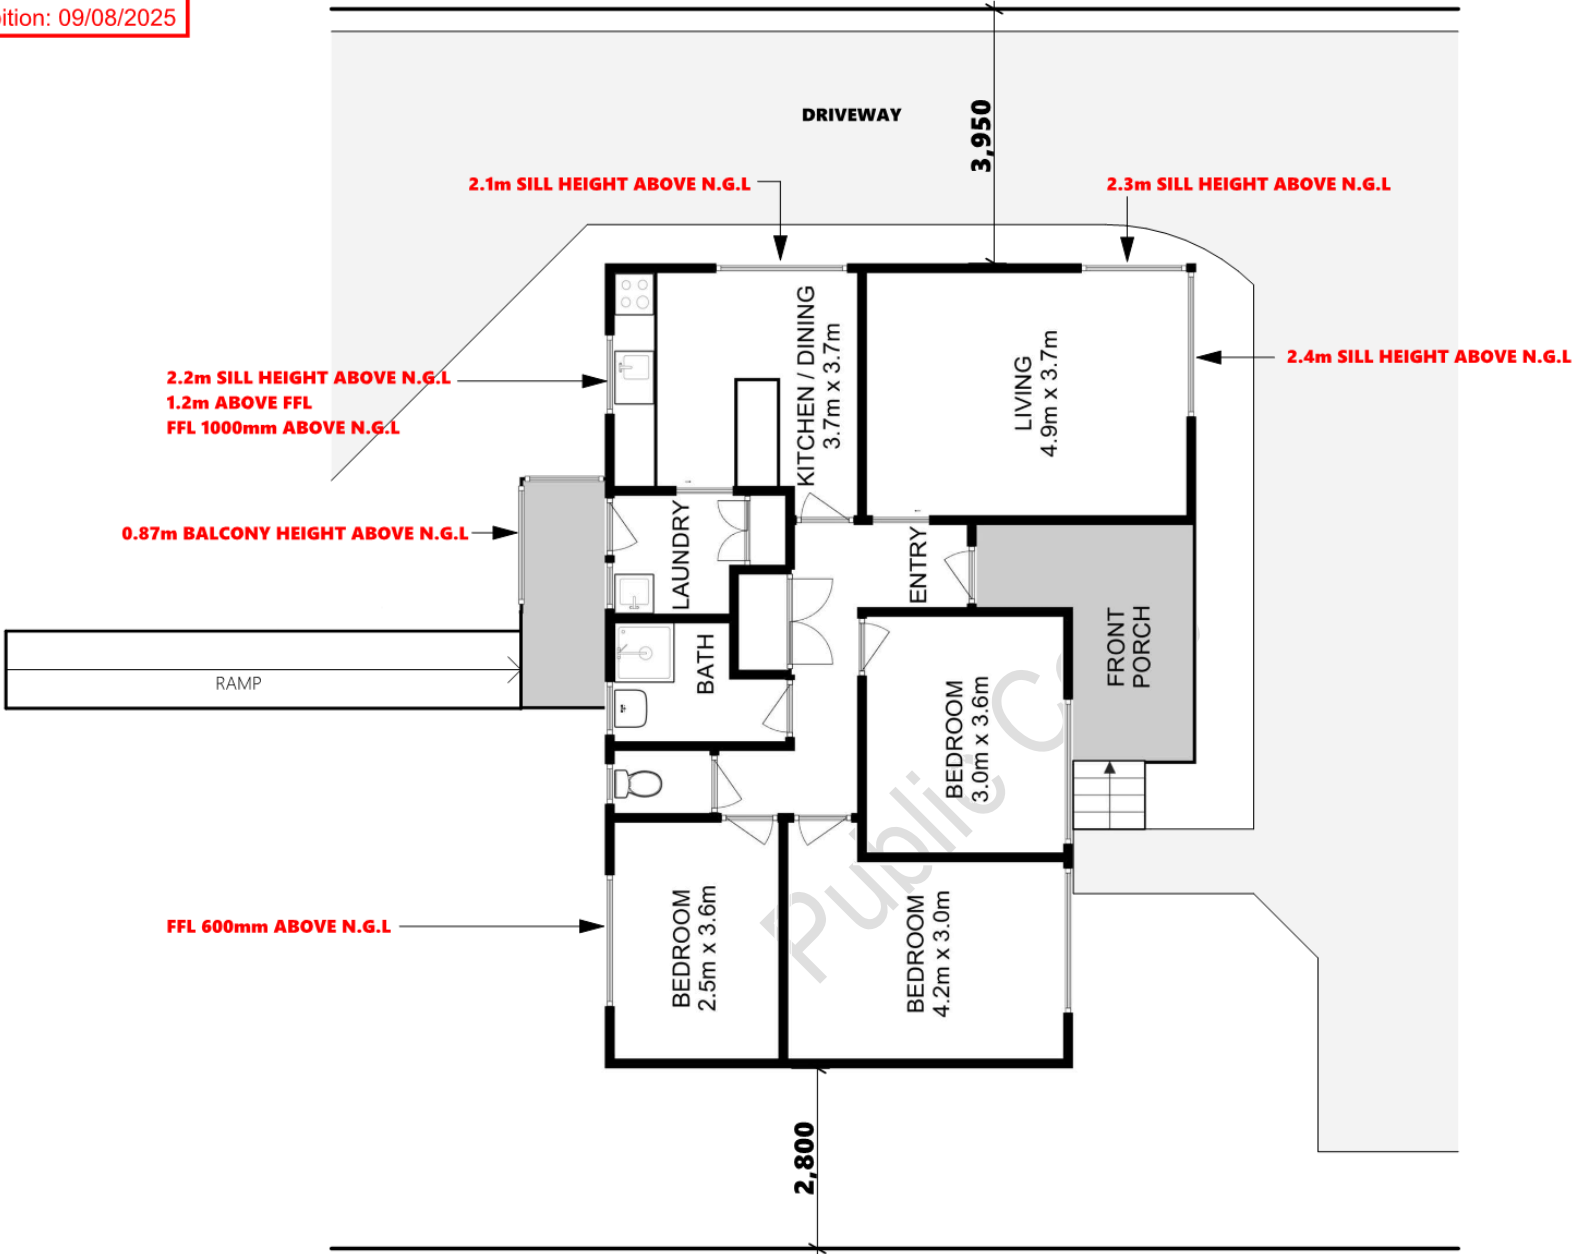 ition: 09/08/2025
DRIVEWAY
3,950
2.1m SILL HEIGHT ABOVE N.G.L
2.3m SILL HEIGHT ABOVE N.G.L
KITCHEN / DINING
3.7m x 3.7m
LIVING
4.9m x 3.7m
2.4m SILL HEIGHT ABOVE N.G.L
2.2m SILL HEIGHT ABOVE N.G.L
1.2m ABOVE FFL
FFL 1000mm ABOVE N.G.L
0.87m BALCONY HEIGHT ABOVE N.G.L
LAUNDRY
ENTRY
FRONT
PORCH
BATH
RAMP
BEDROOM
3.0m x 3.6m
Public
FFL 600mm ABOVE N.G.L
BEDROOM
2.5m x 3.6m
BEDROOM
4.2m x 3.0m
2,800